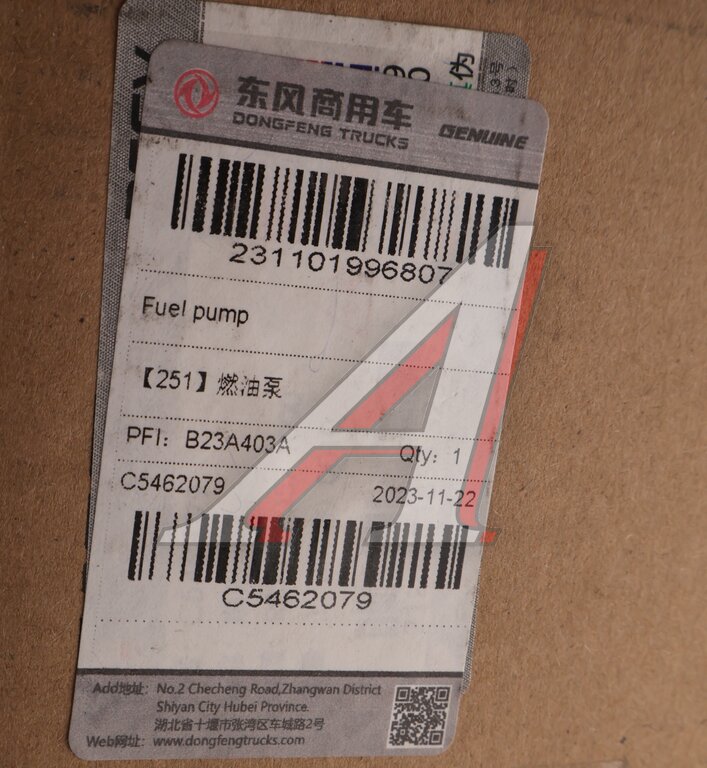 90
伪
东风商用车
DONGFENG TRUCKS
GENUINE
231101996807
Fuel pump
【251】燃油泵
PFI: B23A403A
Qty: 1
C5462079
2023-11-22
C5462079
Add地址: No.2 Checheng Road,Zhangwan District
Shiyan City Hubei Province.
湖北省十堰市张湾区车城路2号
Web网址: www.dongfengtrucks.com